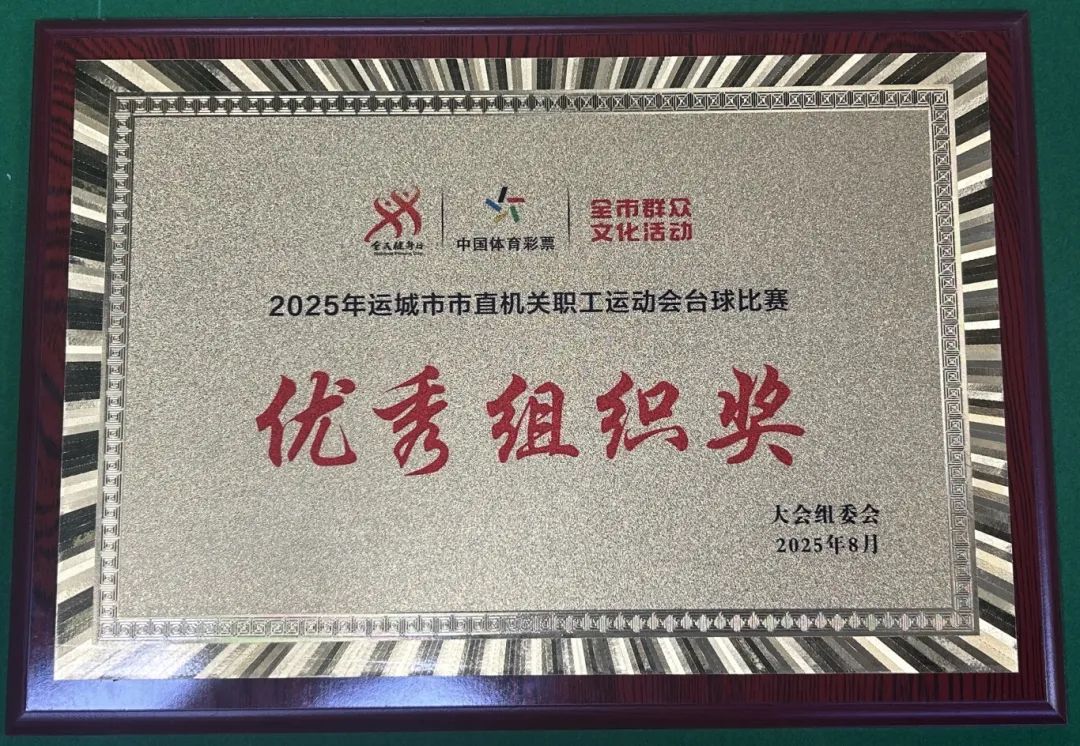 全民健身日
中国体育彩票
全市群众
文化活动
2025年运城市市直机关职工运动会台球比赛
优秀组织奖
大会组委会
2025年8月